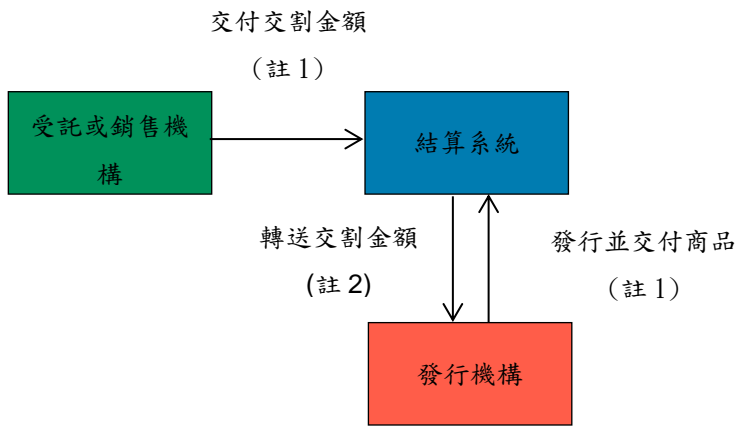 交付交割金額
（註1）
受託或銷售機
構
結算系統
轉送交割金額
(註 2)
發行並交付商品
（註1）
發行機構